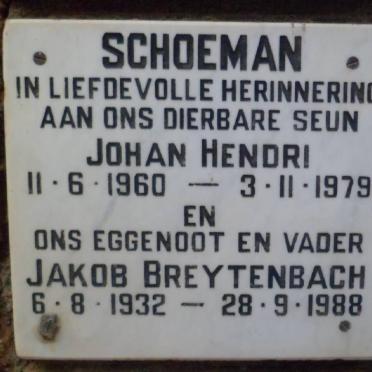 SCHOEMAN
IN LIEFDEVOLLE HERINNERING
AAN ONS DIERBARE SEUN
JOHAN HENDRI
11 · 6 · 1960 — 3 · 11 · 1979
EN
ONS EGGENOOT EN VADER
JAKOB BREYTENBACH
6 · 8 · 1932 — 28 · 9 · 1988